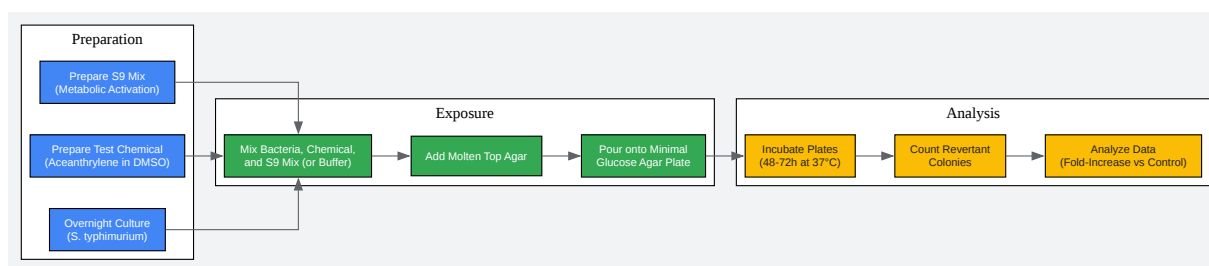 Preparation
Prepare S9 Mix
(Metabolic Activation)
Prepare Test Chemical
(Aceanthrylene in DMSO)
Overnight Culture
(S. typhimurium)
Exposure
Mix Bacteria, Chemical,
and S9 Mix (or Buffer)
Add Molten Top Agar
Pour onto Minimal
Glucose Agar Plate
Analysis
Incubate Plates
(48-72h at 37°C)
Count Revertant
Colonies
Analyze Data
(Fold-Increase vs Control)